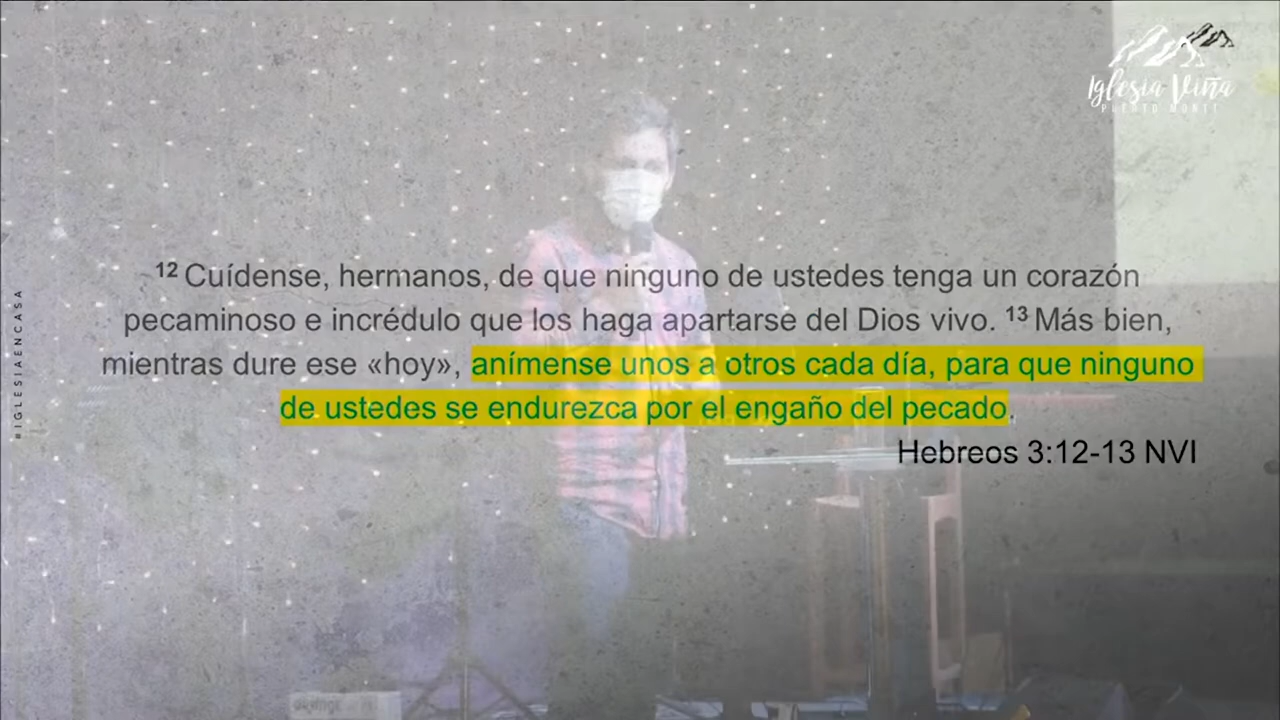 Iglesia Viña
PUERTO MONTT
#IGLESIAENCASA
12 Cuídense, hermanos, de que ninguno de ustedes tenga un corazón
pecaminoso e incrédulo que los haga apartarse del Dios vivo. 13 Más bien,
mientras dure ese «hoy», anímense unos a otros cada día, para que ninguno
de ustedes se endurezca por el engaño del pecado.
Hebreos 3:12-13 NVI